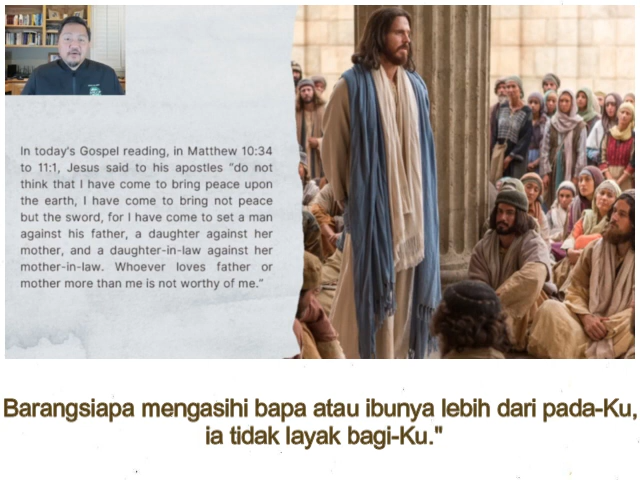 In today's Gospel reading, in Matthew 10:34
to 11:1, Jesus said to his apostles “do not
think that I have come to bring peace upon
the earth, I have come to bring not peace
but the sword, for I have come to set a man
against his father, a daughter against her
mother, and a daughter-in-law against her
mother-in-law. Whoever loves father or
mother more than me is not worthy of me.”
Barangsiapa mengasihi bapa atau ibunya lebih dari pada-Ku,
ia tidak layak bagi-Ku."